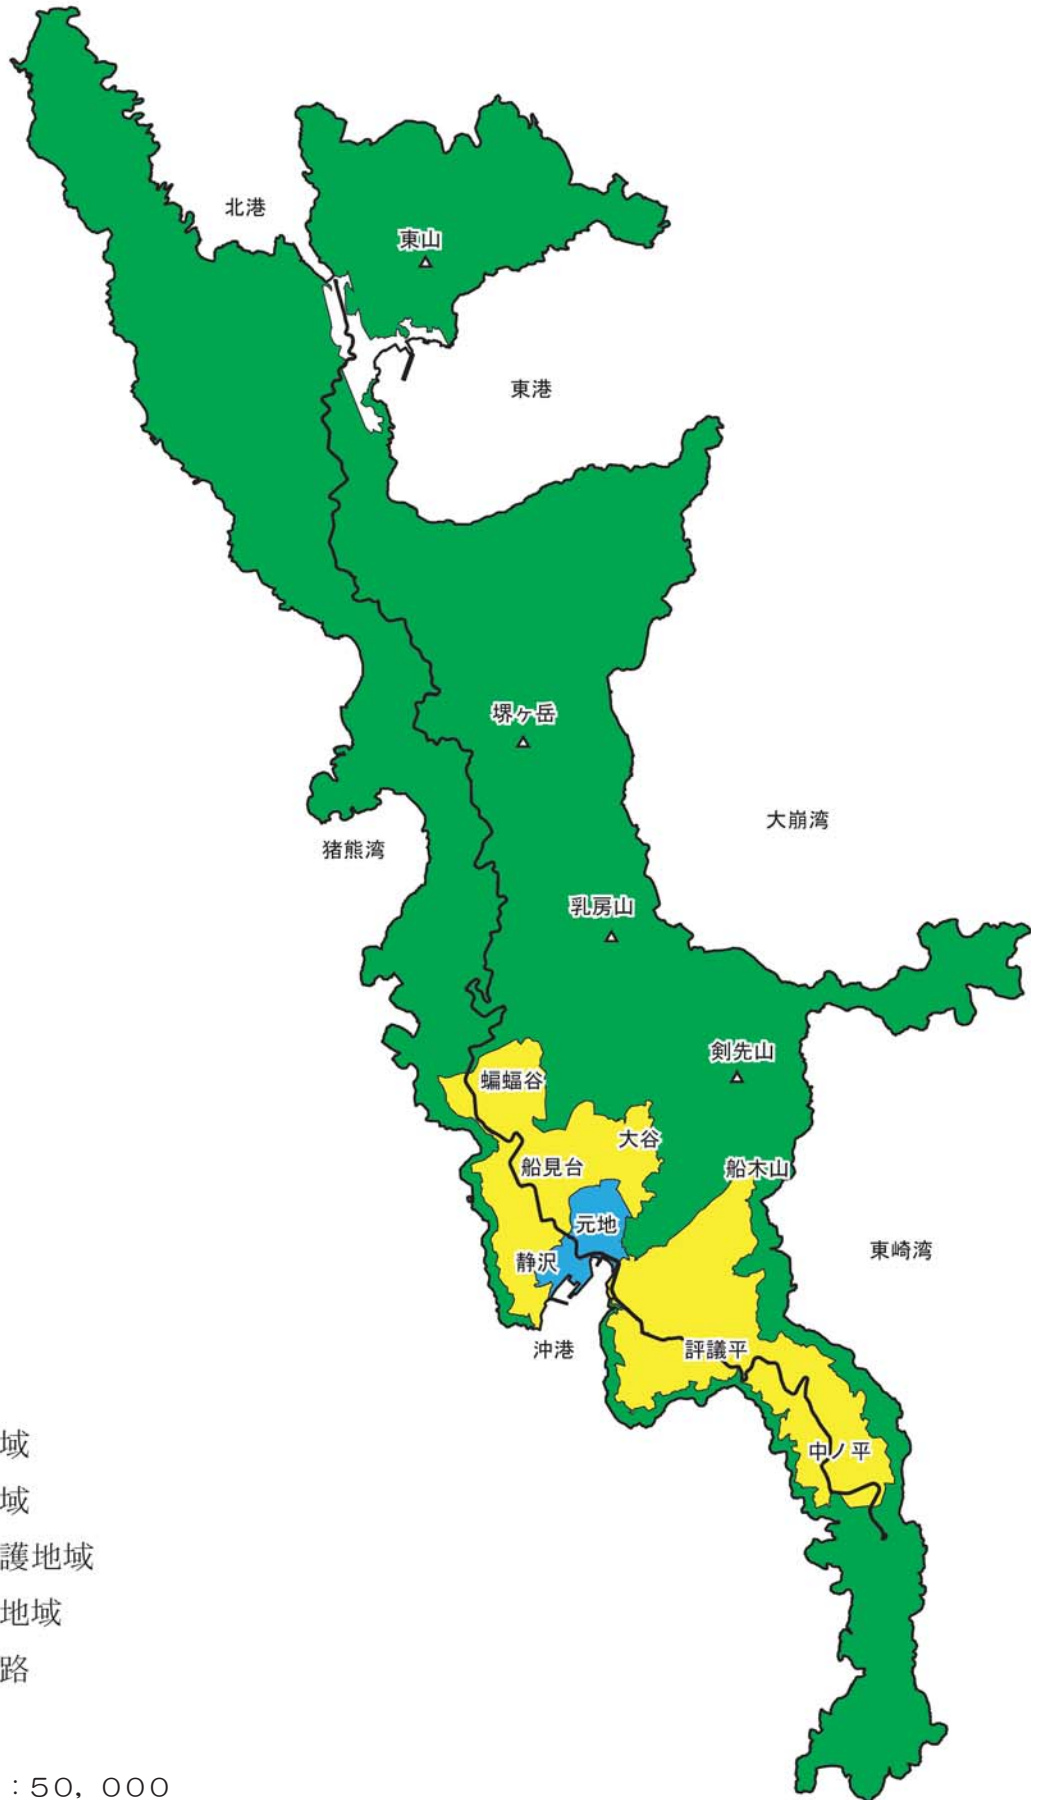 北港
東山
東港
堺ヶ岳
大崩湾
猪熊湾
乳房山
剣先山
蝙蝠谷
大谷
船見台
船木山
元地
東崎湾
静沢
沖港
評議平
中ノ平
域
域
護地域
地域
路
:50,000